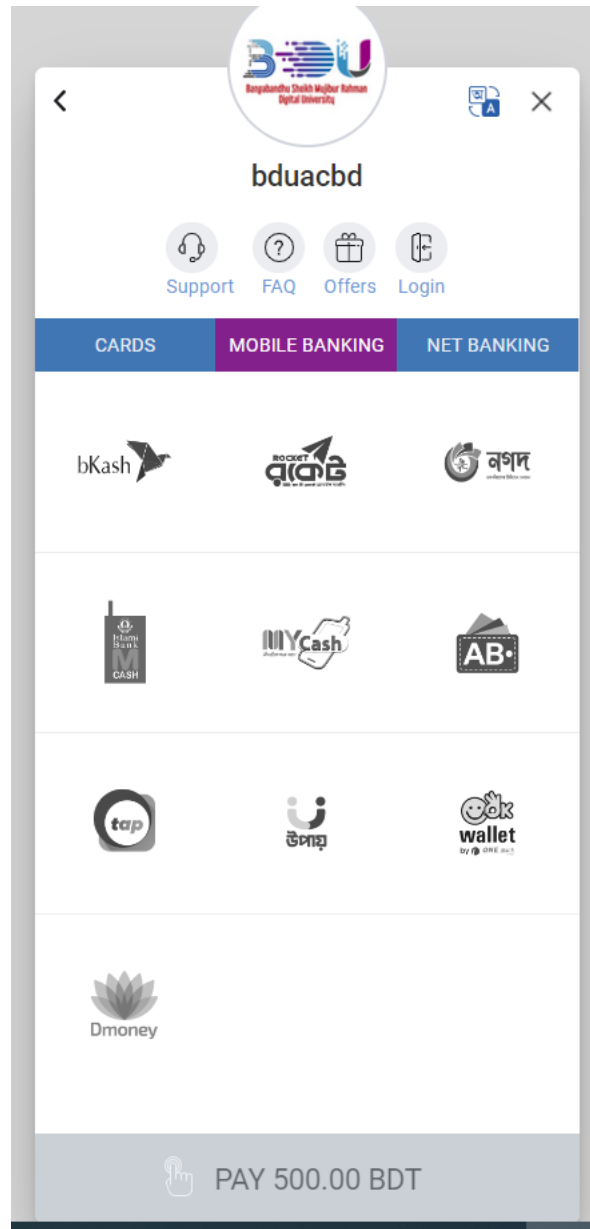 BDU
Bangabandhu Sheikh Mujibur Rahman
Digital University
অ
A
bduacbd
?
Support FAQ Offers Login
CARDS MOBILE BANKING NET BANKING
bKash
ROCKET
রকেট
নগদ
Islami
Bank
M
CASH
MYCash
AB
tap
উপায়
OK
wallet
by ONE Bank
Dmoney
PAY 500.00 BDT